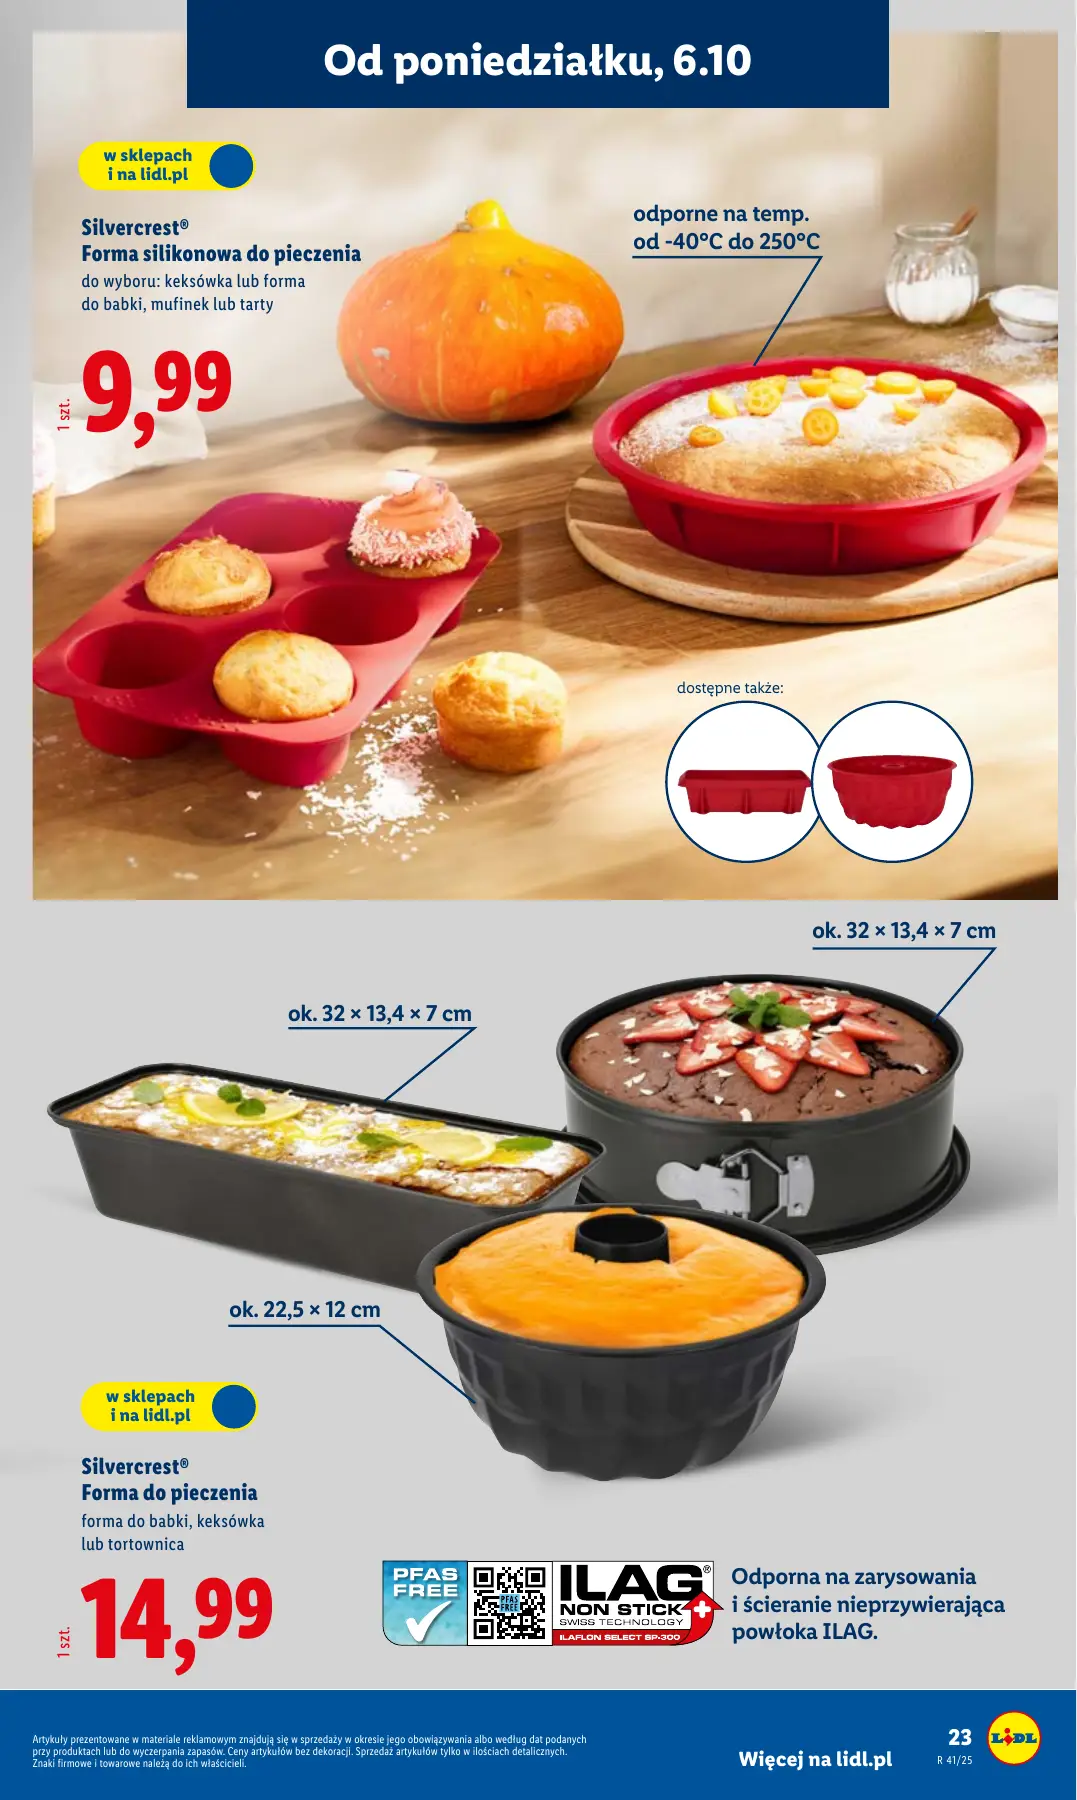 Od poniedziałku, 6.10
w sklepach
i na lidl.pl
Silvercrest®
Forma silikonowa do pieczenia
do wyboru: keksówka lub forma
do babki, mufinek lub tarty
1 szt.
9,99
odporne na temp.
od -40°C do 250°C
dostępne także:
ok. 32 × 13,4 × 7 cm
ok. 32 × 13,4 × 7 cm
ok. 22,5 × 12 cm
w sklepach
i na lidl.pl
Silvercrest®
Forma do pieczenia
forma do babki, keksówka
lub tortownica
1 szt.
14,99
PFAS
FREE
PFAS
FREE
ILAG®
NON STICK
SWISS TECHNOLOGY
ILAFLON SELECT SP-300
Odporna na zarysowania
i ścieranie nieprzywierająca
powłoka ILAG.
Artykuły prezentowane w materiale reklamowym znajdują się w sprzedaży w okresie jego obowiązywania albo według dat podanych
przy produktach lub do wyczerpania zapasów. Ceny artykułów bez dekoracji. Sprzedaż artykułów tylko w ilościach detalicznych.
Znaki firmowe i towarowe należą do ich właścicieli.
Więcej na lidl.pl
23
R 41/25
LIDL